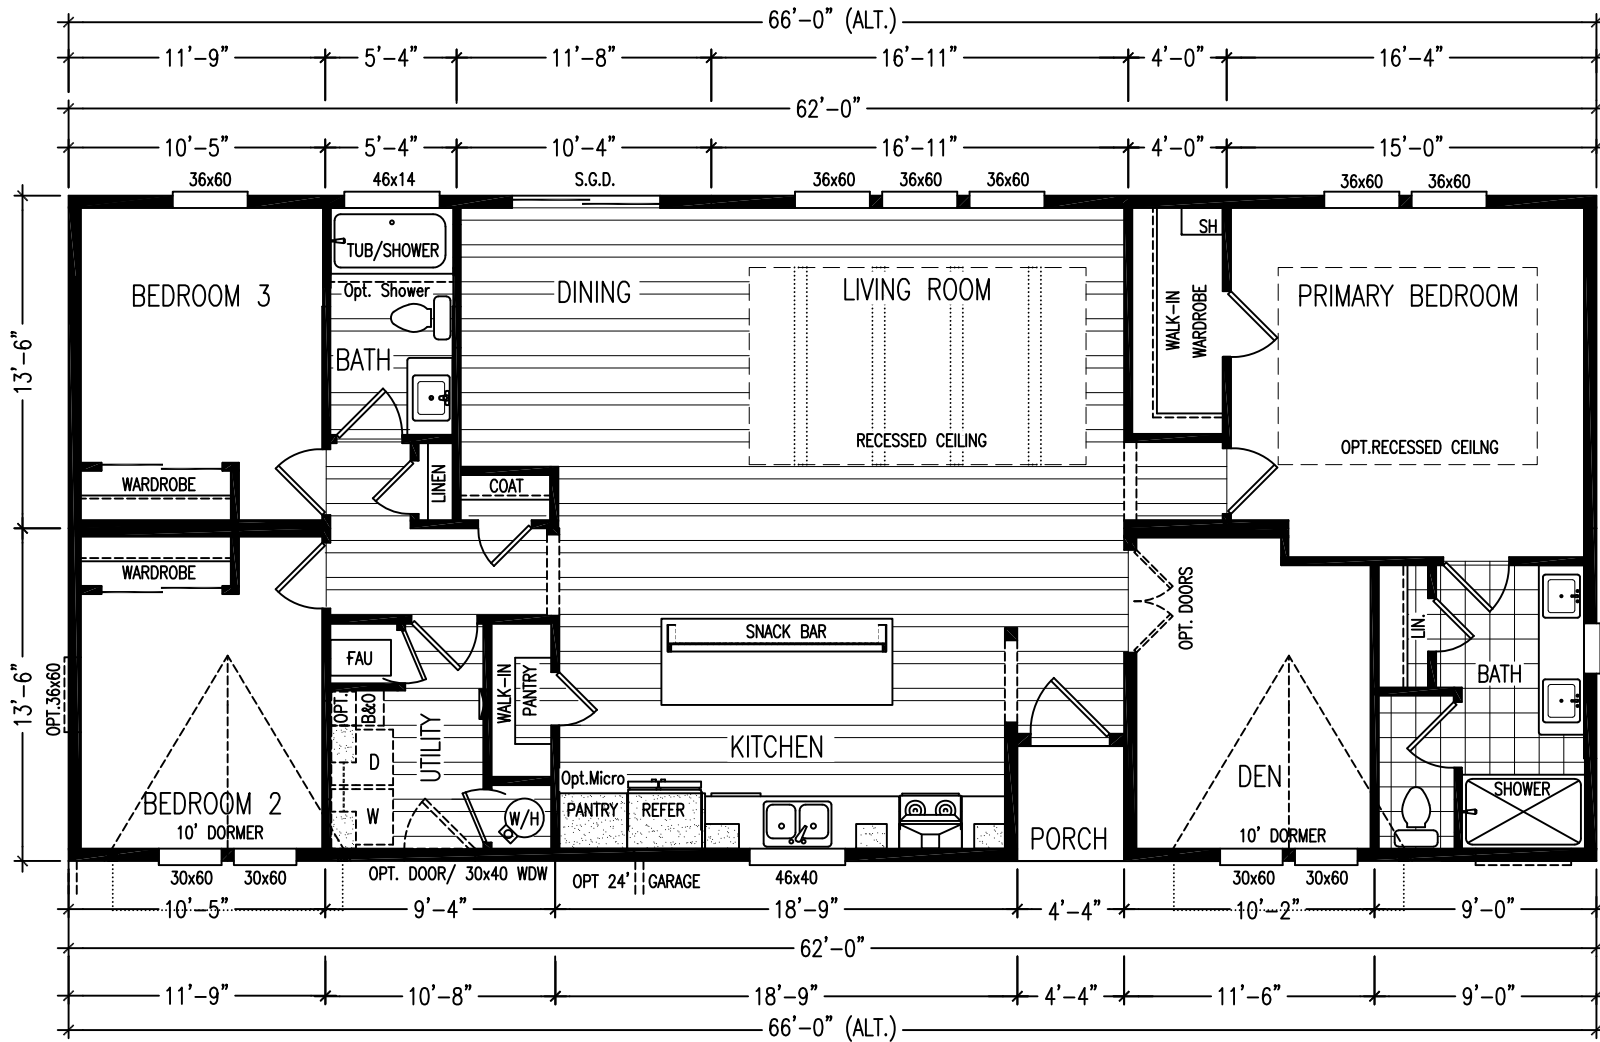 66'-0" (ALT.)
11'-9" 5'-4" 11'-8" 16'-11" 4'-0" 16'-4"
62'-0"
10'-5" 5'-4" 10'-4" 16'-11" 4'-0" 15'-0"
36x60 46x14 S.G.D. 36x60 36x60 36x60 36x60 36x60
SH
TUB/SHOWER
Opt. Shower
BEDROOM 3
DINING
LIVING ROOM
WALK-IN
WARDROBE
PRIMARY BEDROOM
13'-6"
BATH
RECESSED CEILING
OPT.RECESSED CEILNG
WARDROBE
LINEN
COAT
WARDROBE
OPT. DOORS
SNACK BAR
FAU
LIN.
WALK-IN
PANTRY
BATH
OPT.36x60
13'-6"
OPT.
B&O
UTILITY
D
KITCHEN
DEN
Opt.Micro
BEDROOM 2
10' DORMER
W
W/H
PANTRY
REFER
PORCH
10' DORMER
SHOWER
30x60 30x60 OPT. DOOR/ 30x40 WDW OPT 24' GARAGE 46x40 30x60 30x60
10'-5" 9'-4" 18'-9" 4'-4" 10'-2" 9'-0"
62'-0"
11'-9" 10'-8" 18'-9" 4'-4" 11'-6" 9'-0"
66'-0" (ALT.)